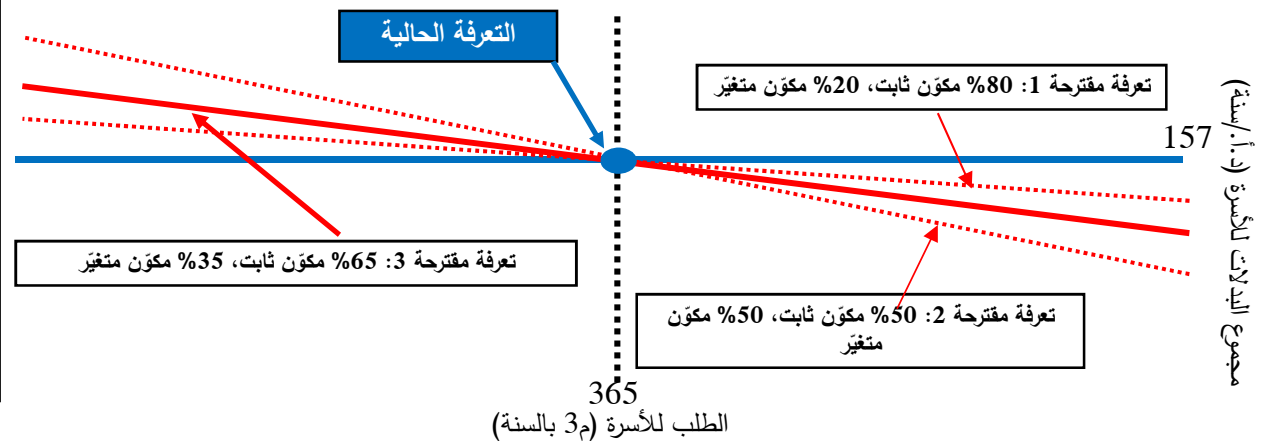 التعرفة الحالية
تعرفة مقترحة 1: 80% مكوّن ثابت، 20% مكوّن متغيّر
157
مجموع البدلات للأسرة (د.أ./سنة)
تعرفة مقترحة 3: 65% مكوّن ثابت، 35% مكوّن متغيّر
تعرفة مقترحة 2: 50% مكوّن ثابت، 50% مكوّن
متغيّر
365
الطلب للأسرة (م3 بالسنة)